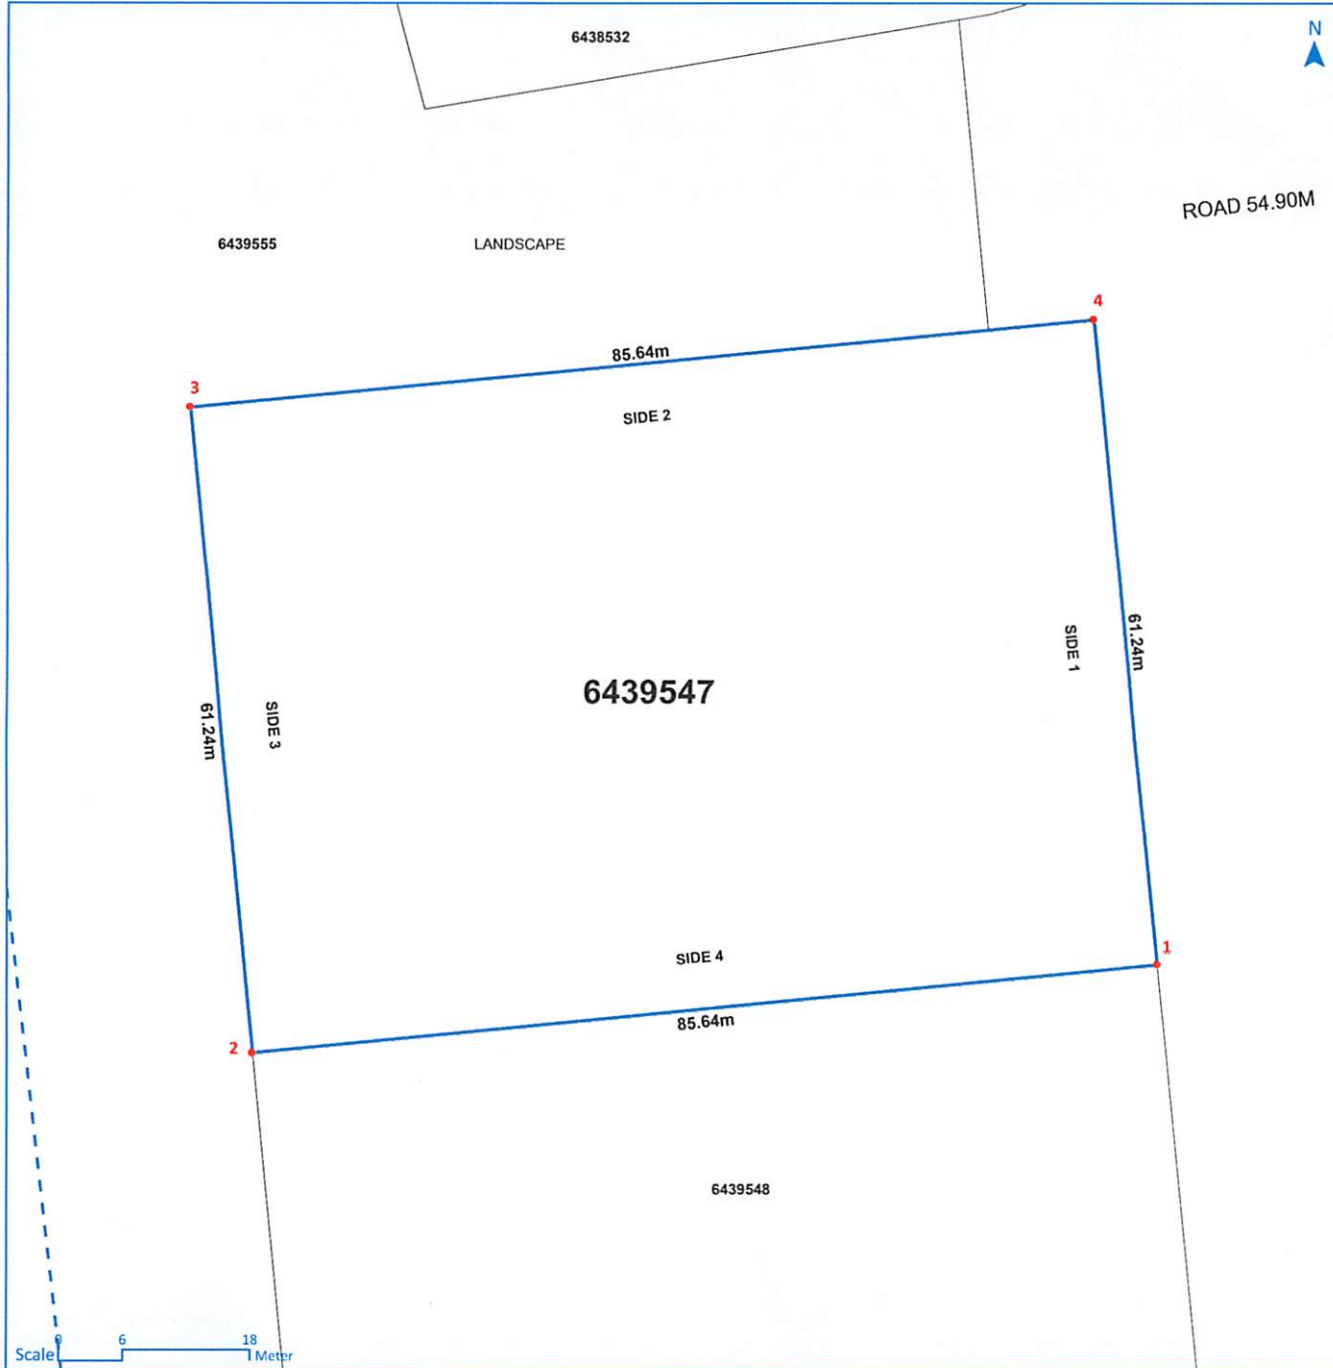 6438532
N
ROAD 54.90M
6439555
LANDSCAPE
4
85.64m
3
SIDE 2
61.24m
SIDE 1
6439547
SIDE 3
61.24m
1
SIDE 4
85.64m
2
6439548
0 6 18
Scale Meter